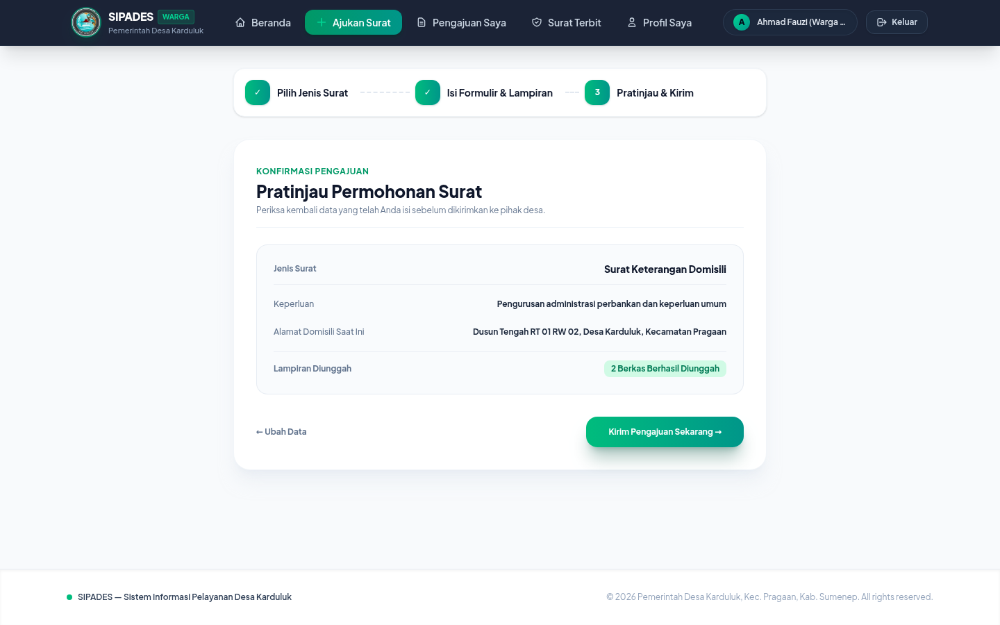 SIPADES WARGA
Pemerintah Desa Karduluk
Beranda
Ajukan Surat
Pengajuan Saya
Surat Terbit
Profil Saya
A Ahmad Fauzi (Warga ...
Keluar
✓ Pilih Jenis Surat
✓ Isi Formulir & Lampiran
3 Pratinjau & Kirim
KONFIRMASI PENGAJUAN
Pratinjau Permohonan Surat
Periksa kembali data yang telah Anda isi sebelum dikirimkan ke pihak desa.
Jenis Surat Surat Keterangan Domisili
Keperluan Pengurusan administrasi perbankan dan keperluan umum
Alamat Domisili Saat Ini Dusun Tengah RT 01 RW 02, Desa Karduluk, Kecamatan Pragaan
Lampiran Diunggah 2 Berkas Berhasil Diunggah
← Ubah Data
Kirim Pengajuan Sekarang →
SIPADES — Sistem Informasi Pelayanan Desa Karduluk
© 2026 Pemerintah Desa Karduluk, Kec. Pragaan, Kab. Sumenep. All rights reserved.